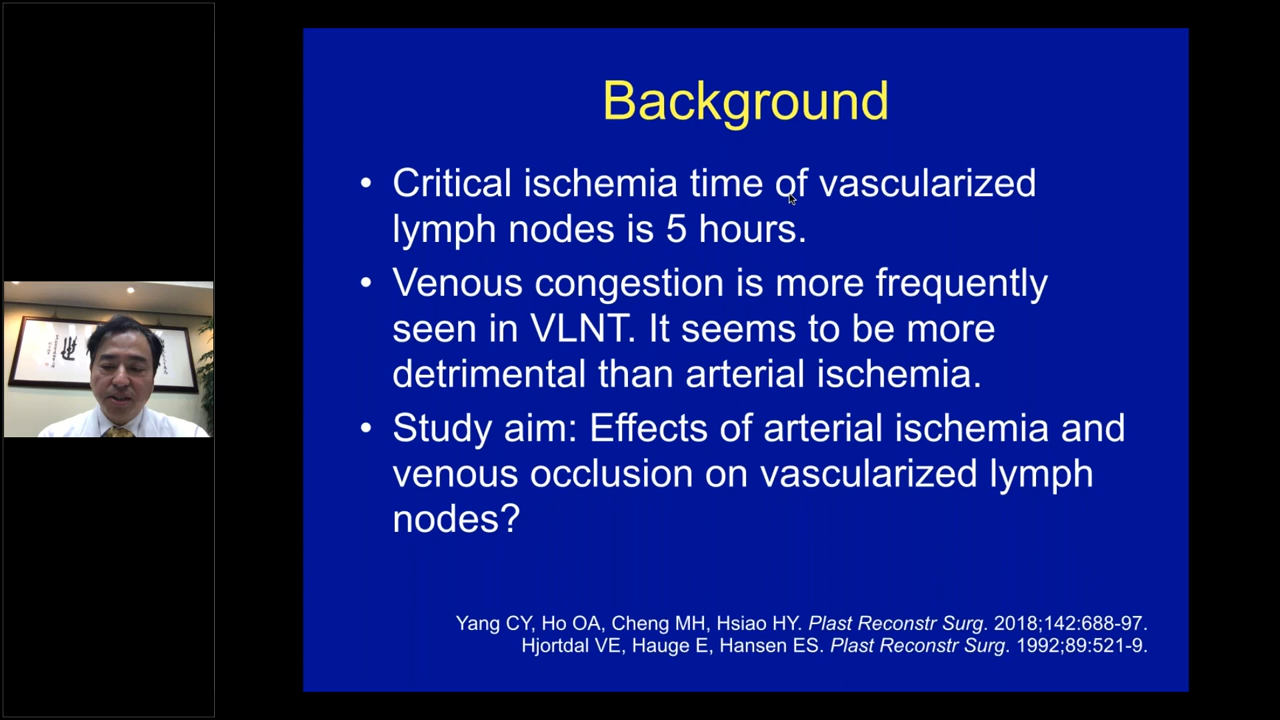 Background
• Critical ischemia time of vascularized
lymph nodes is 5 hours.
• Venous congestion is more frequently
seen in VLNT. It seems to be more
detrimental than arterial ischemia.
• Study aim: Effects of arterial ischemia and
venous occlusion on vascularized lymph
nodes?
Yang CY, Ho OA, Cheng MH, Hsiao HY. Plast Reconstr Surg. 2018;142:688-97.
Hjortdal VE, Hauge E, Hansen ES. Plast Reconstr Surg. 1992;89:521-9.